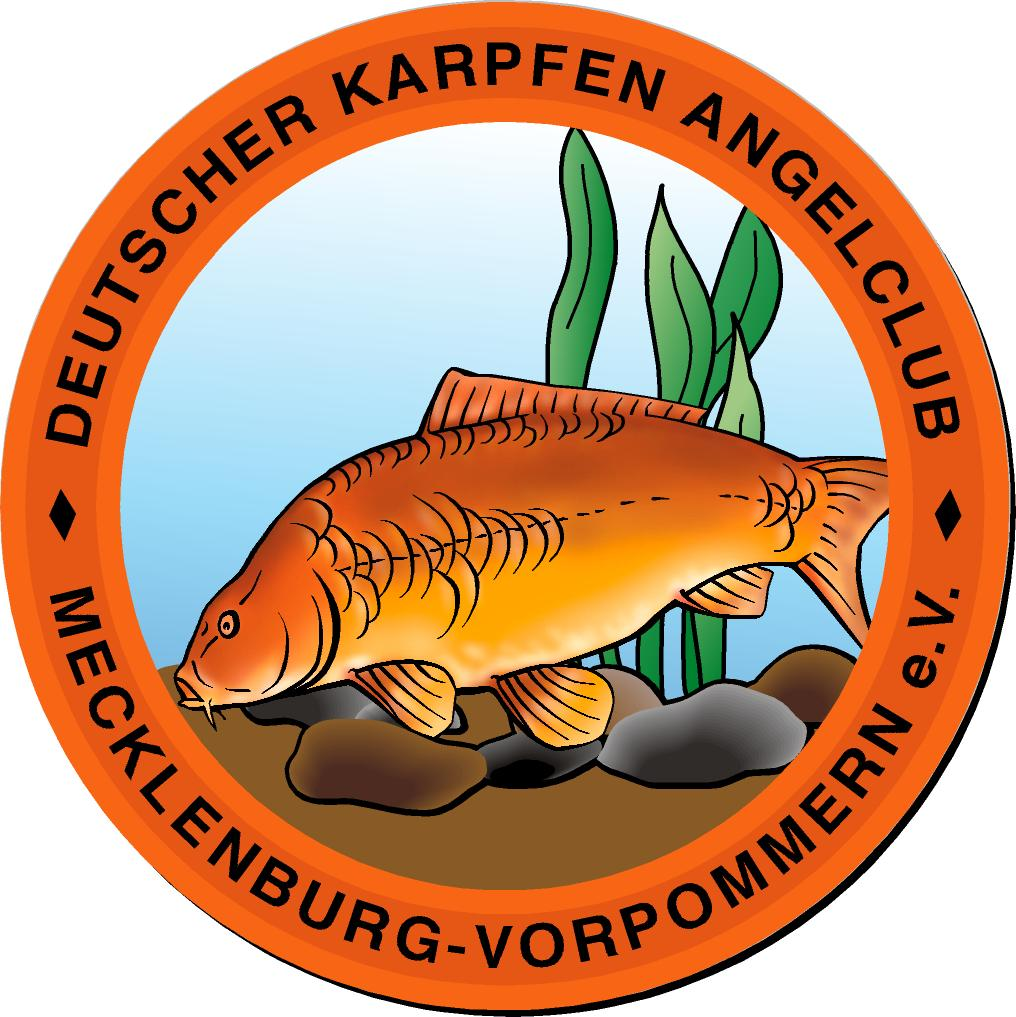 DEUTSCHER KARPFEN ANGELCLUB
MECKLENBURG-VORPOMMERN e.V.